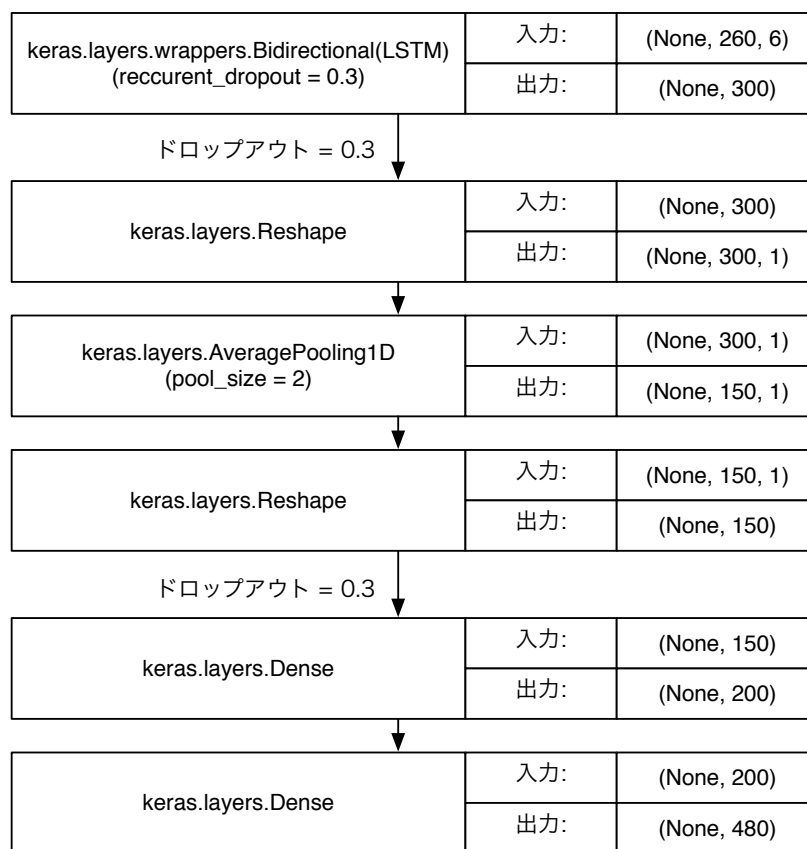 keras.layers.wrappers.Bidirectional(LSTM)
(reccurent_dropout = 0.3)
入力:
(None, 260, 6)
出力:
(None, 300)
ドロップアウト = 0.3
keras.layers.Reshape
入力:
(None, 300)
出力:
(None, 300, 1)
keras.layers.AveragePooling1D
(pool_size = 2)
入力:
(None, 300, 1)
出力:
(None, 150, 1)
keras.layers.Reshape
入力:
(None, 150, 1)
出力:
(None, 150)
ドロップアウト = 0.3
keras.layers.Dense
入力:
(None, 150)
出力:
(None, 200)
keras.layers.Dense
入力:
(None, 200)
出力:
(None, 480)